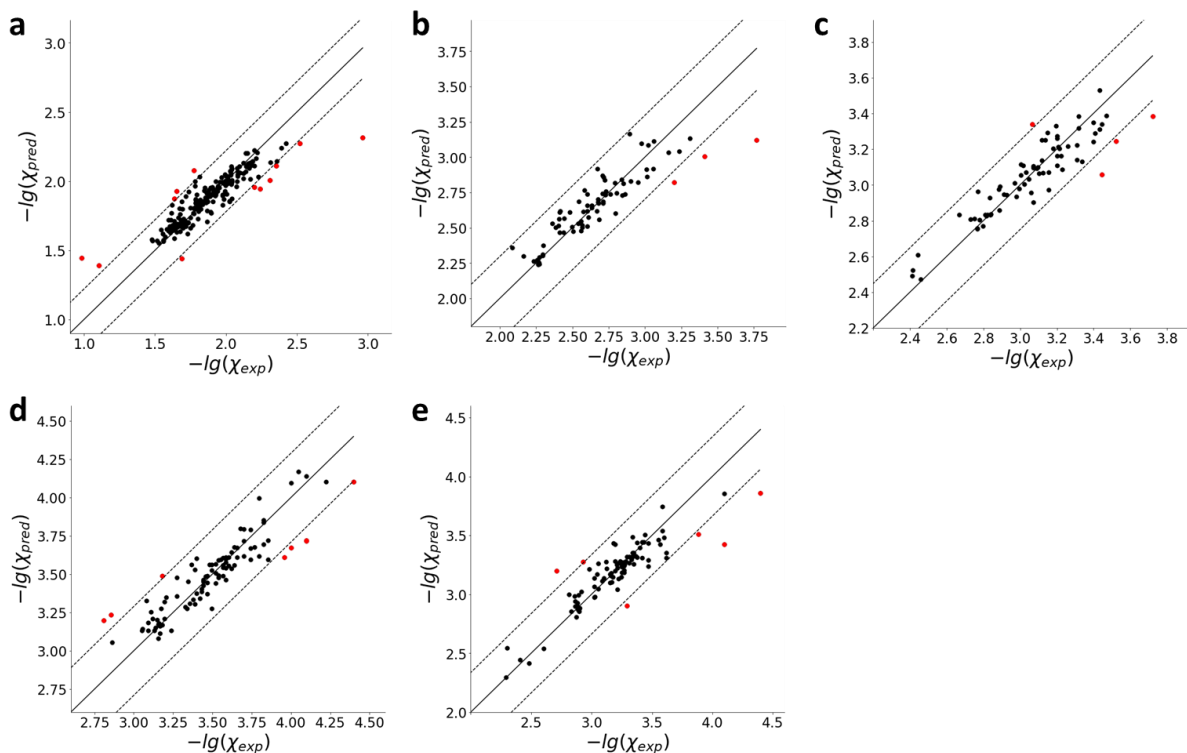 a
3.0
2.5
2.0
1.5
1.0
−lg(χpred)
1.0 1.5 2.0 2.5 3.0
−lg(χexp)
b
3.75
3.50
3.25
3.00
2.75
2.50
2.25
2.00
−lg(χpred)
2.00 2.25 2.50 2.75 3.00 3.25 3.50 3.75
−lg(χexp)
c
3.8
3.6
3.4
3.2
3.0
2.8
2.6
2.4
2.2
−lg(χpred)
2.4 2.6 2.8 3.0 3.2 3.4 3.6 3.8
−lg(χexp)
d
4.50
4.25
4.00
3.75
3.50
3.25
3.00
2.75
−lg(χpred)
2.75 3.00 3.25 3.50 3.75 4.00 4.25 4.50
−lg(χexp)
e
4.5
4.0
3.5
3.0
2.5
2.0
−lg(χpred)
2.5 3.0 3.5 4.0 4.5
−lg(χexp)